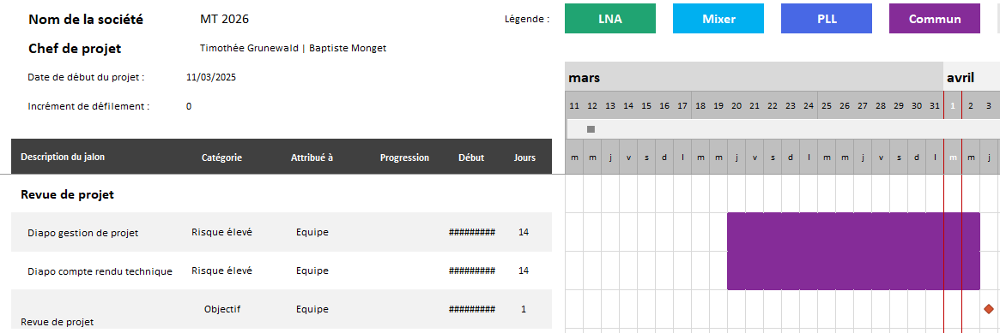 Nom de la société MT 2026 Légende : LNA Mixer PLL Commun
Chef de projet Timothée Grunewald | Baptiste Monget
Date de début du projet : 11/03/2025
mars avril
Incrément de défilement : 0
11 12 13 14 15 16 17 18 19 20 21 22 23 24 25 26 27 28 29 30 31 1 2 3
Description du jalon Catégorie Attribué à Progression Début Jours
m m j v s d l m m j v s d l m m j v s d l m m j
Revue de projet
Diapo gestion de projet Risque élevé Equipe ######### 14
Diapo compte rendu technique Risque élevé Equipe ######### 14
Objectif Equipe ######### 1
Revue de projet